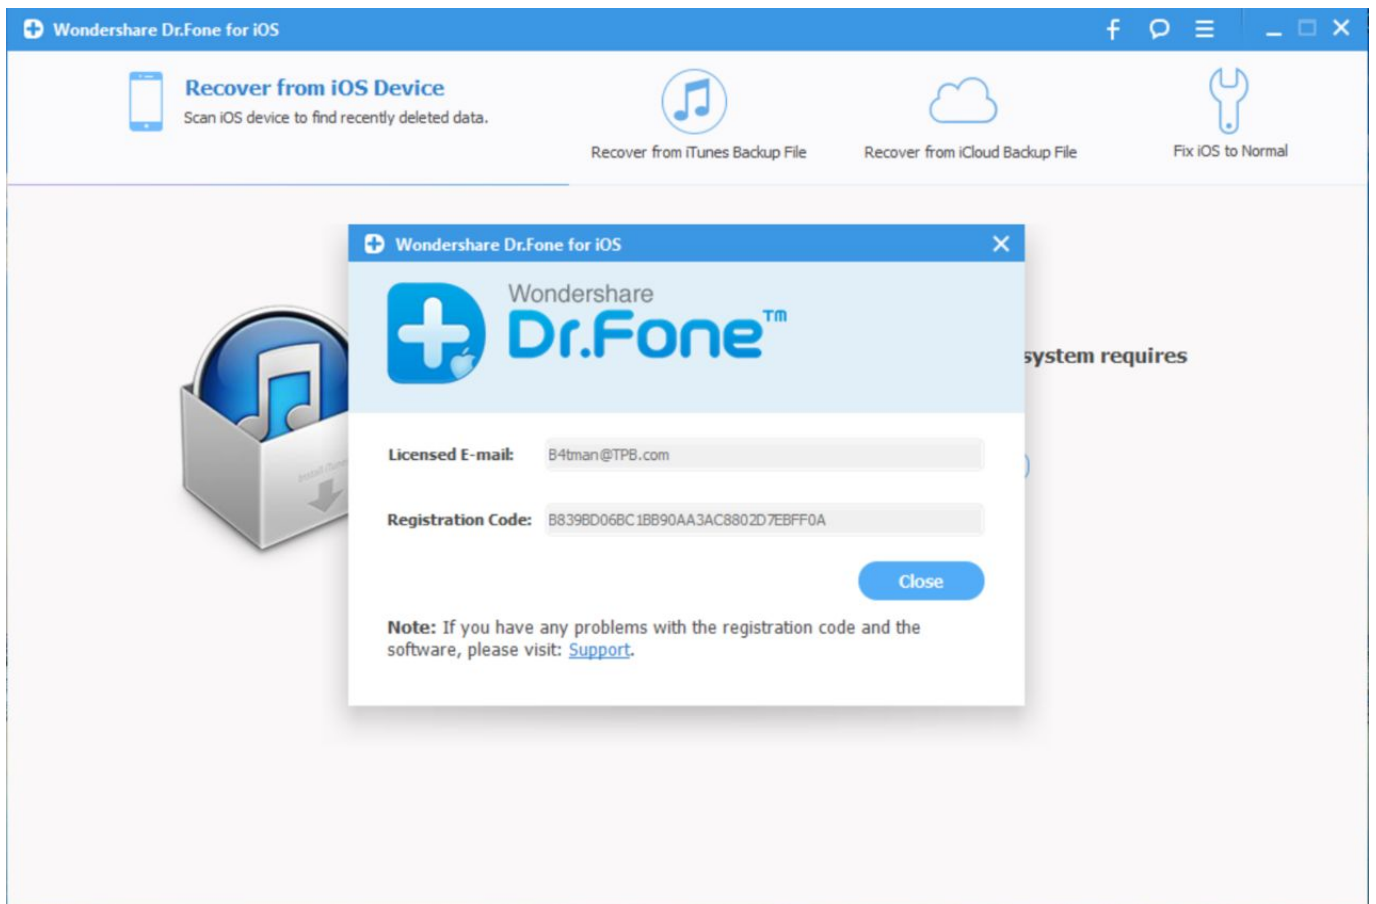 Wondershare Dr.Fone for iOS
Recover from iOS Device
Scan iOS device to find recently deleted data.
Recover from iTunes Backup File
Recover from iCloud Backup File
Fix iOS to Normal
Wondershare Dr.Fone for iOS
Wondershare
Dr.Fone™
system requires
Install iTunes
Licensed E-mail: B4tman@TPB.com
Registration Code: B839BD06BC1BB90AA3AC8802D7EBFF0A
Close
Note: If you have any problems with the registration code and the
software, please visit: Support.